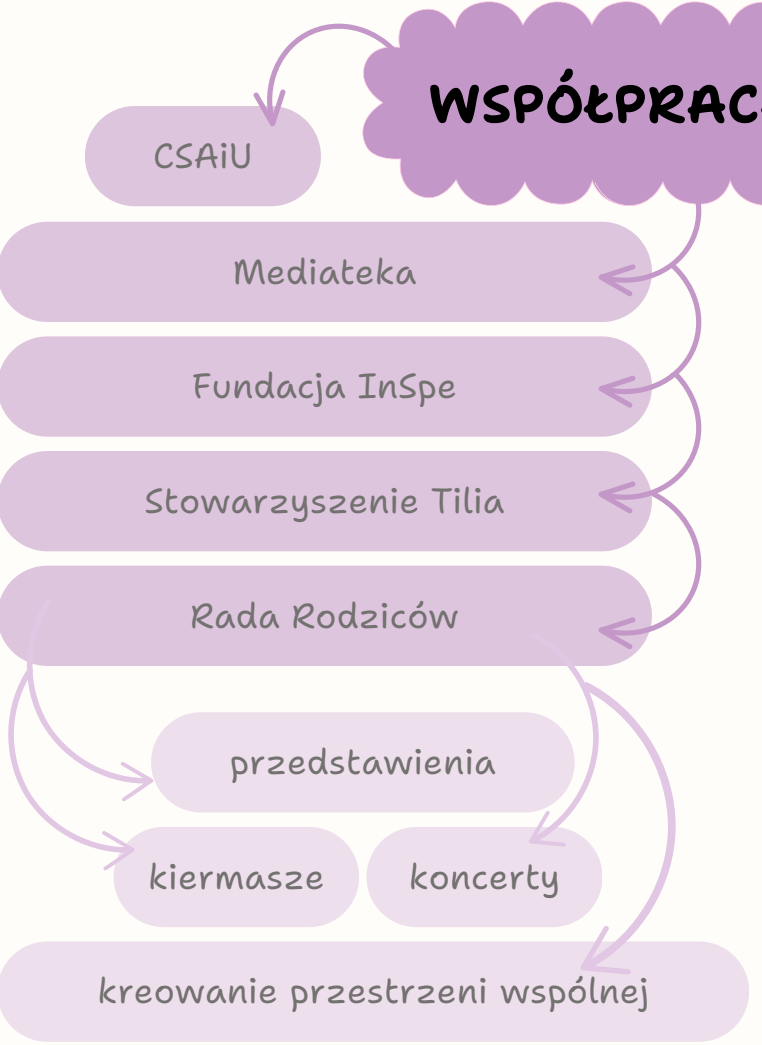 WSPÓŁPRAC
CSAiU
Mediateka
Fundacja InSpe
Stowarzyszenie Tilia
Rada Rodziców
przedstawienia
kiermasze
koncerty
kreowanie przestrzeni wspólnej